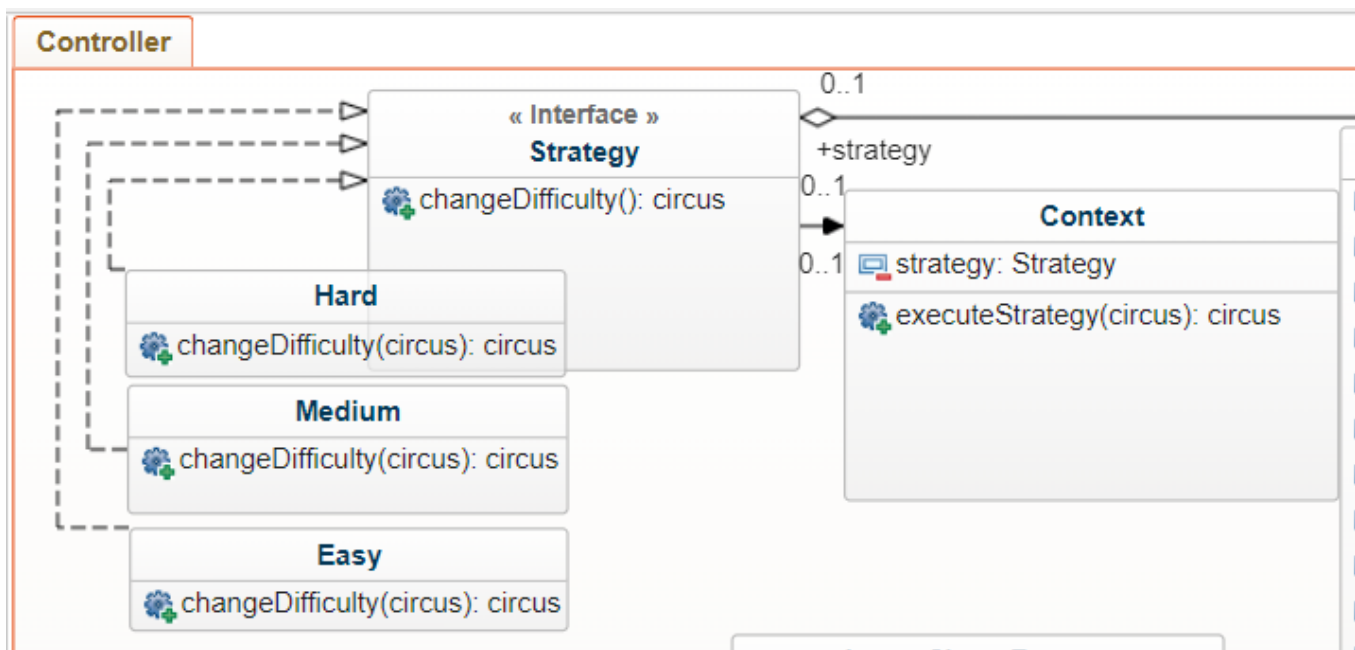 Controller
0..1
« Interface »
Strategy
+strategy
changeDifficulty(): circus
0..1
Context
0..1
strategy: Strategy
executeStrategy(circus): circus
Hard
changeDifficulty(circus): circus
Medium
changeDifficulty(circus): circus
Easy
changeDifficulty(circus): circus